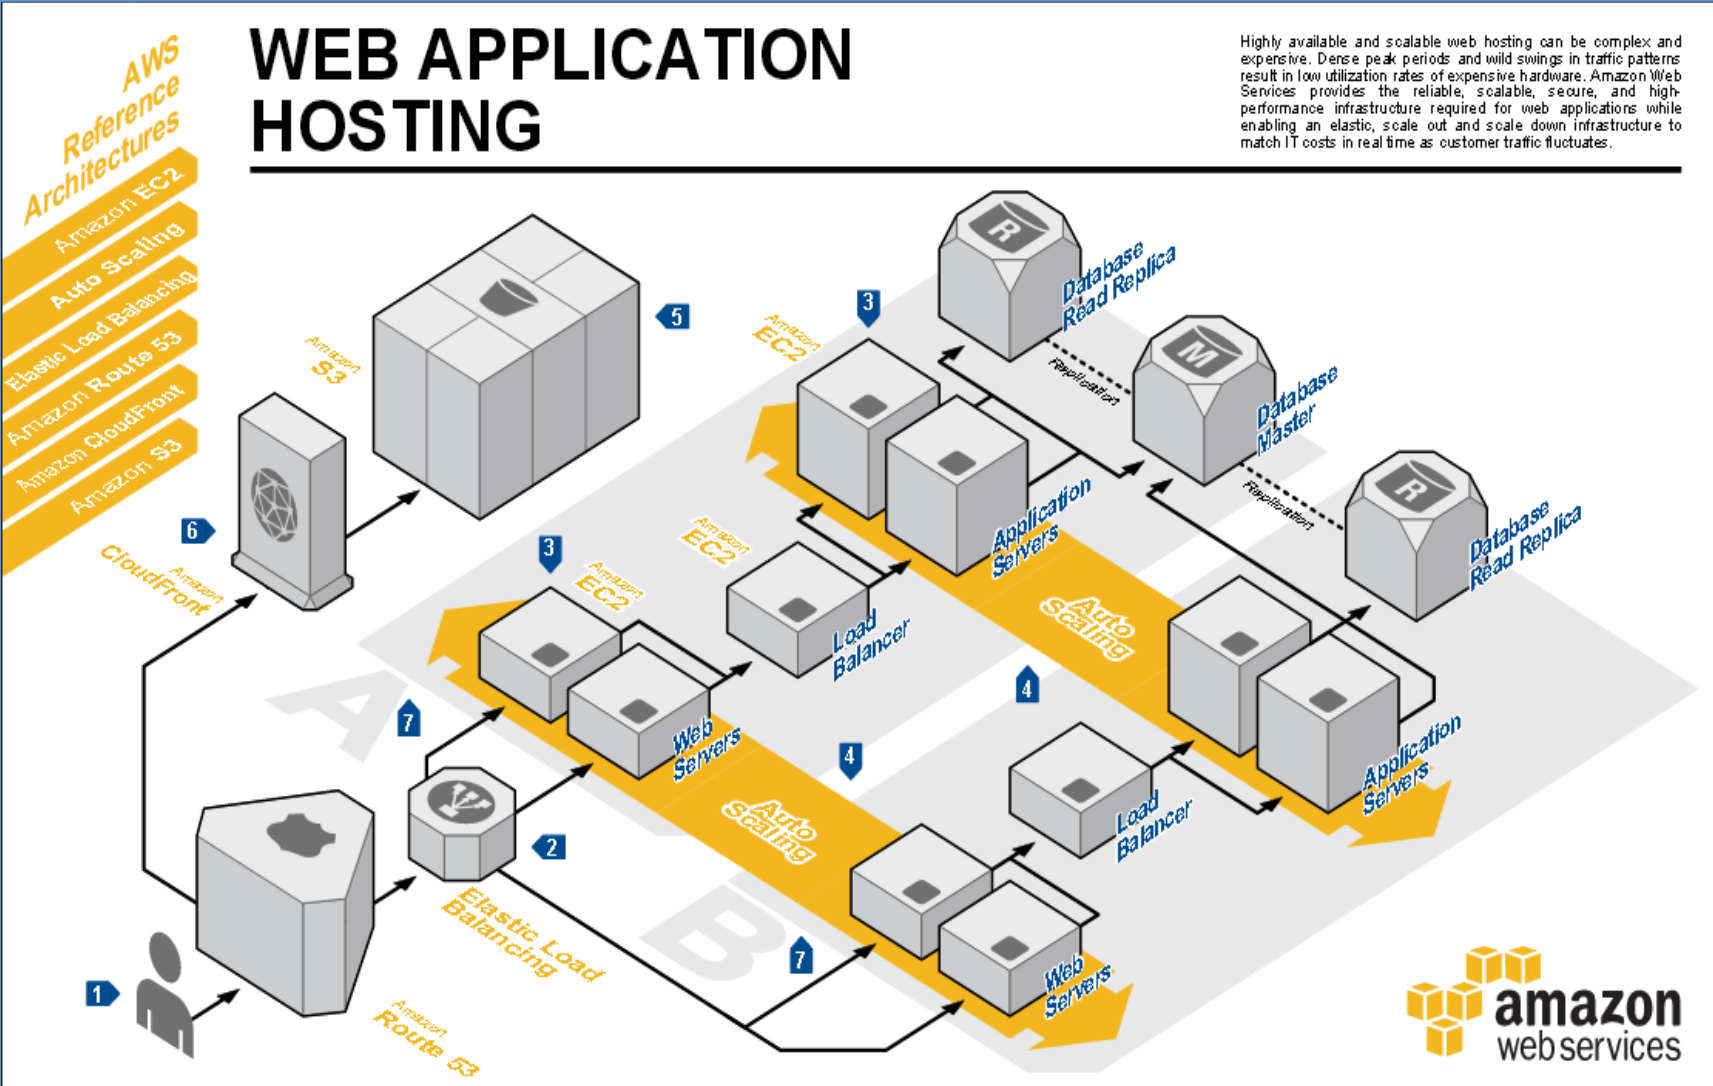 AWS
Reference
Architectures
Amazon EC2
Auto Scaling
Elastic Load Balancing
Amazon Route 53
Amazon CloudFront
Amazon S3
WEB APPLICATION
HOSTING
Highly available and scalable web hosting can be complex and
expensive. Dense peak periods and wild swings in traffic patterns
result in low utilization rates of expensive hardware. Amazon Web
Services provides the reliable, scalable, secure, and high-
performance infrastructure required for web applications while
enabling an elastic, scale out and scale down infrastructure to
match IT costs in real time as customer traffic fluctuates.
R
Database
Read Replica
Replication
M
Database
Master
Replication
R
Database
Read Replica
5
Amazon
S3
3
Amazon
EC2
Application
Servers
6
Amazon
CloudFront
3
Amazon
EC2
Amazon
EC2
Load
Balancer
Auto
Scaling
4
A
7
Web
Servers
4
Application
Servers
Load
Balancer
Auto
Scaling
2
Elastic Load
Balancing
B
7
Web
Servers
1
Amazon
Route 53
amazon
web services